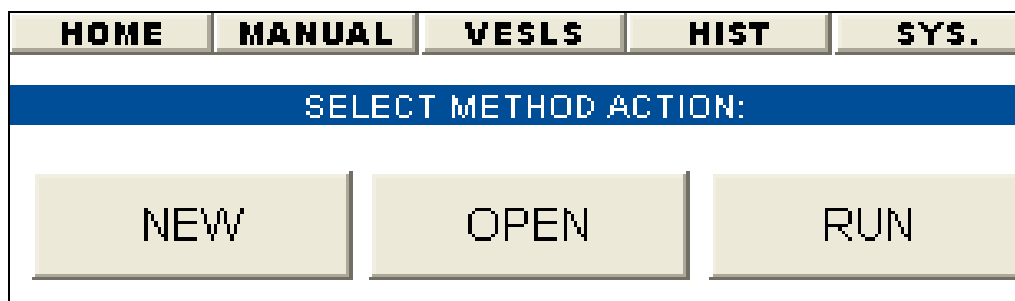 HOME MANUAL VESLS HIST SYS.
SELECT METHOD ACTION:
NEW OPEN RUN